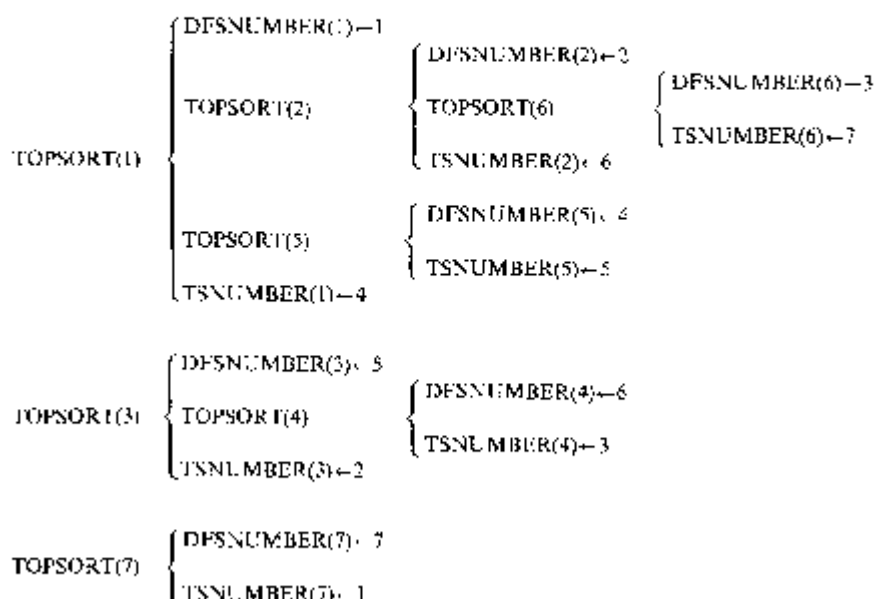 DFSNUMBER(1)←1
DFSNUMBER(2)←2
DFSNUMBER(6)←3
TOPSORT(2)
TOPSORT(6)
TSNUMBER(6)←7
TOPSORT(1)
TSNUMBER(2)←6
DFSNUMBER(5)←4
TOPSORT(5)
TSNUMBER(5)←5
TSNUMBER(1)←4
DFSNUMBER(3)←5
DFSNUMBER(4)←6
TOPSORT(3)
TOPSORT(4)
TSNUMBER(4)←3
TSNUMBER(3)←2
DFSNUMBER(7)←7
TOPSORT(7)
TSNUMBER(7)←1